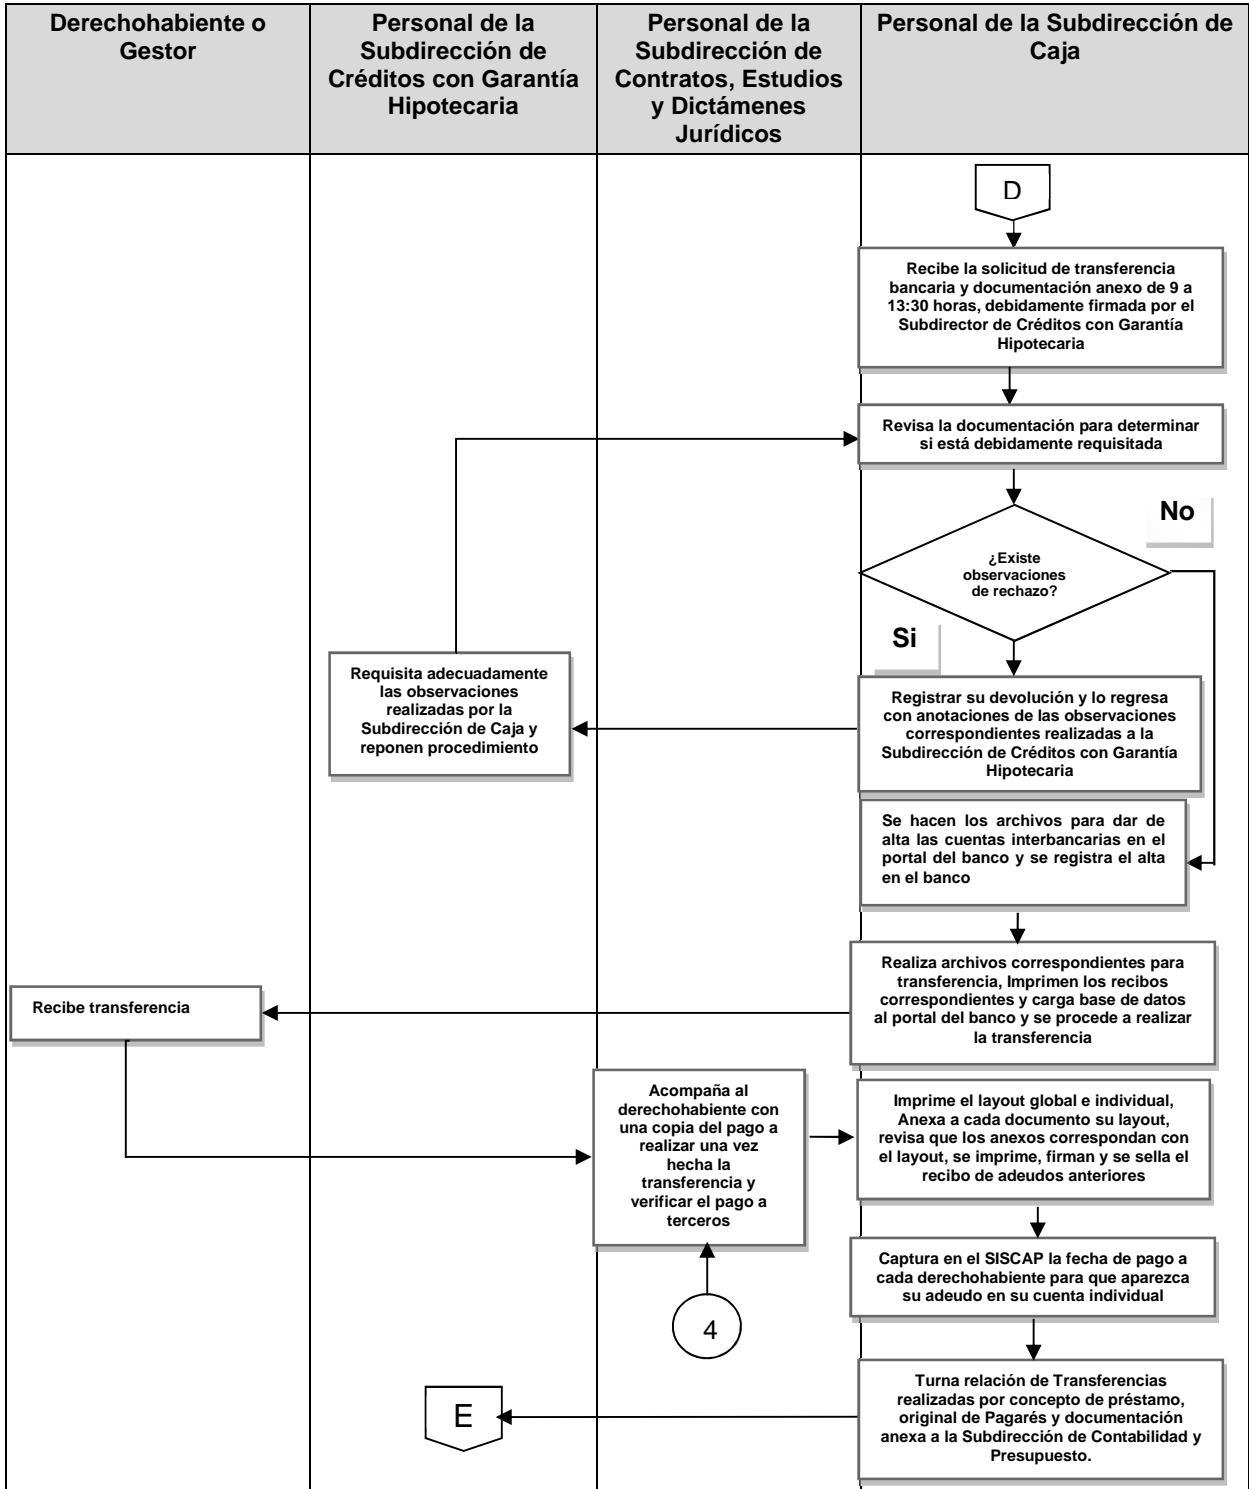 Derechohabiente o
Gestor
Personal de la
Subdirección de
Créditos con Garantía
Hipotecaria
Personal de la
Subdirección de
Contratos, Estudios
y Dictámenes
Jurídicos
Personal de la Subdirección de
Caja
D
Recibe la solicitud de transferencia
bancaria y documentación anexo de 9 a
13:30 horas, debidamente firmada por el
Subdirector de Créditos con Garantía
Hipotecaria
Revisa la documentación para determinar
si está debidamente requisitada
No
¿Existe
observaciones
de rechazo?
Si
Requisita adecuadamente
las observaciones
realizadas por la
Subdirección de Caja y
reponen procedimiento
Registrar su devolución y lo regresa
con anotaciones de las observaciones
correspondientes realizadas a la
Subdirección de Créditos con Garantía
Hipotecaria
Se hacen los archivos para dar de
alta las cuentas interbancarias en el
portal del banco y se registra el alta
en el banco
Realiza archivos correspondientes para
transferencia, Imprimen los recibos
correspondientes y carga base de datos
al portal del banco y se procede a realizar
la transferencia
Recibe transferencia
Acompaña al
derechohabiente con
una copia del pago a
realizar una vez
hecha la
transferencia y
verificar el pago a
terceros
Imprime el layout global e individual,
Anexa a cada documento su layout,
revisa que los anexos correspondan con
el layout, se imprime, firman y se sella el
recibo de adeudos anteriores
Captura en el SISCAP la fecha de pago a
cada derechohabiente para que aparezca
su adeudo en su cuenta individual
4
Turna relación de Transferencias
realizadas por concepto de préstamo,
original de Pagarés y documentación
anexa a la Subdirección de Contabilidad y
Presupuesto.
E